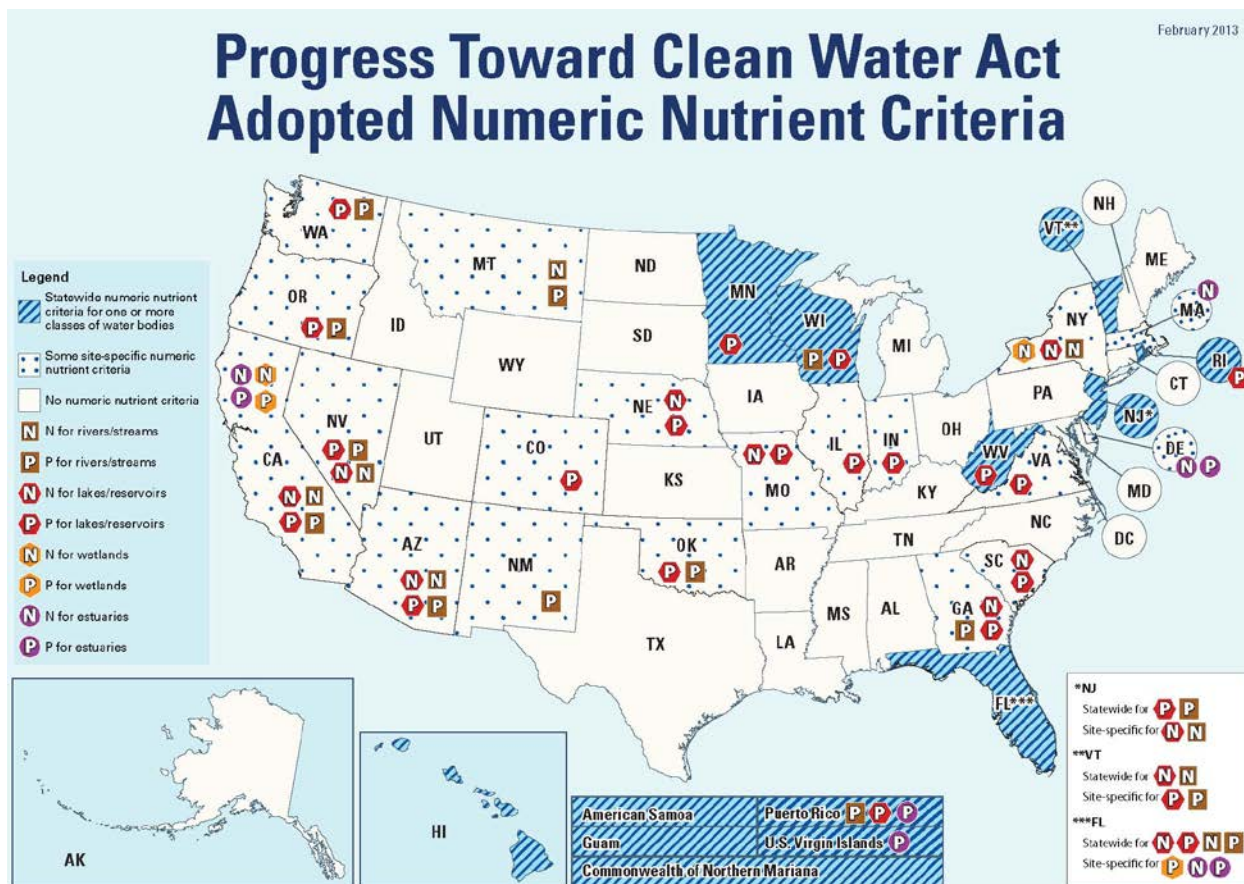 February 2013
Progress Toward Clean Water Act
Adopted Numeric Nutrient Criteria
Legend
Statewide numeric nutrient
criteria for one or more
classes of water bodies
Some site-specific numeric
nutrient criteria
No numeric nutrient criteria
N N for rivers/streams
P P for rivers/streams
N N for lakes/reservoirs
P P for lakes/reservoirs
N N for wetlands
P P for wetlands
N N for estuaries
P P for estuaries
WA P P
OR P P
CA N N P P N N P P
NV P P N N
ID
MT N P
WY
UT
CO P
AZ N N P P
NM P
ND
SD
NE N P
KS
OK P P
TX
MN P
IA
MO N P
AR
LA
WI P P
IL P
MI
IN P
OH
KY
TN
MS
AL
GA N P P
FL***
SC N P
NC
VA P
WV P
PA
NY N N N
VT**
NH
ME
MA N
RI P
CT
NJ*
DE N P
MD
DC
AK
HI
American Samoa
Puerto Rico P P P
Guam
U.S. Virgin Islands P
Commonwealth of Northern Mariana
*NJ
Statewide for P P
Site-specific for N N
**VT
Statewide for N N
Site-specific for P P
***FL
Statewide for N P N P
Site-specific for P N P